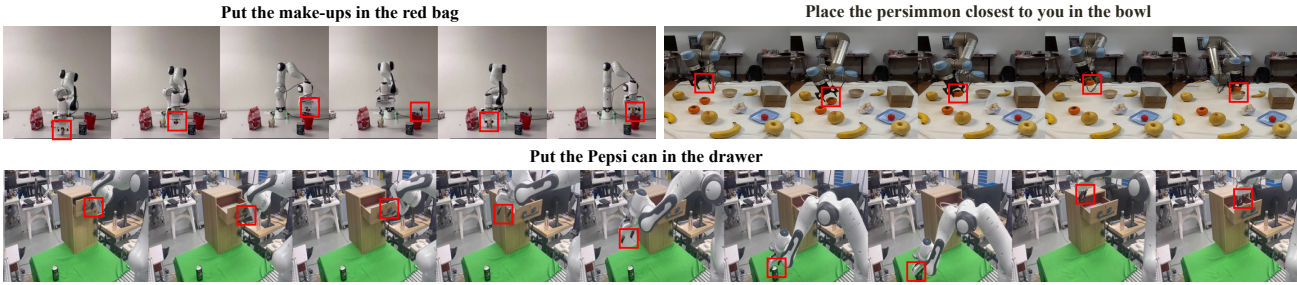 Put the make-ups in the red bag
Place the persimmon closest to you in the bowl
Put the Pepsi can in the drawer